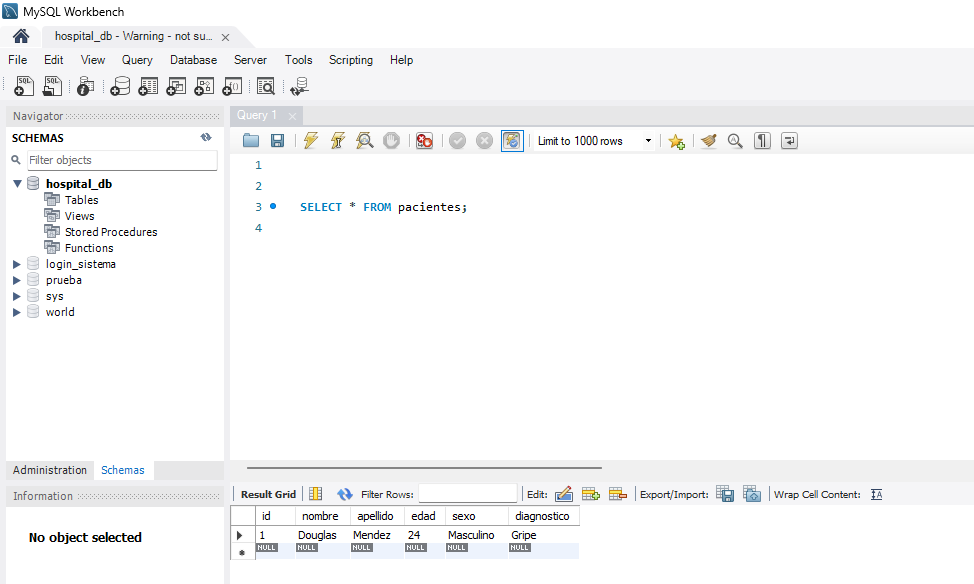 MySQL Workbench
hospital_db - Warning - not su... ×
File Edit View Query Database Server Tools Scripting Help
SQL SQL
Navigator
SCHEMAS
Filter objects
hospital_db
Tables
Views
Stored Procedures
Functions
login_sistema
prueba
sys
world
Administration Schemas
Information
No object selected
Query 1 ×
Limit to 1000 rows
1
2
3 SELECT * FROM pacientes;
4
Result Grid Filter Rows: Edit: Export/Import: Wrap Cell Content:
id nombre apellido edad sexo diagnostico
1 Douglas Mendez 24 Masculino Gripe
NULL NULL NULL NULL NULL NULL